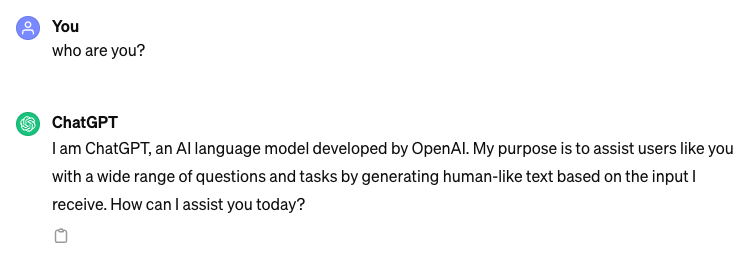 You
who are you?
ChatGPT
I am ChatGPT, an AI language model developed by OpenAI. My purpose is to assist users like you
with a wide range of questions and tasks by generating human-like text based on the input I
receive. How can I assist you today?